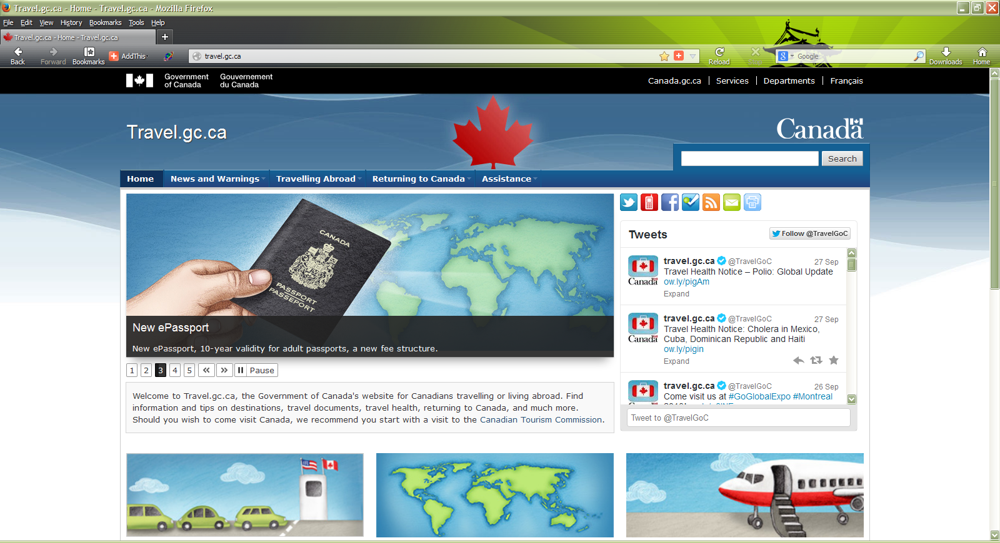 Travel.gc.ca - Home - Travel.gc.ca - Mozilla Firefox
File Edit View History Bookmarks Tools Help
Travel.gc.ca - Home - Travel.gc.ca
Back Forward Bookmarks AddThis travel.gc.ca Reload Stop Google Downloads Home
Government of Canada
Gouvernement du Canada
Canada.gc.ca Services Departments Français
Travel.gc.ca
Canada
Search
Home News and Warnings Travelling Abroad Returning to Canada Assistance
CANADA
PASSPORT
PASSEPORT
New ePassport
New ePassport, 10-year validity for adult passports, a new fee structure.
1 2 3 4 5 Pause
Welcome to Travel.gc.ca, the Government of Canada's website for Canadians travelling or living abroad. Find
information and tips on destinations, travel documents, travel health, returning to Canada, and much more.
Should you wish to come visit Canada, we recommend you start with a visit to the Canadian Tourism Commission.
Tweets
Follow @TravelGoC
travel.gc.ca @TravelGoC 27 Sep
Travel Health Notice – Polio: Global Update
ow.ly/pigAm
Canada
Expand
travel.gc.ca @TravelGoC 27 Sep
Travel Health Notice: Cholera in Mexico,
Cuba, Dominican Republic and Haiti
Canada
ow.ly/pigin
Expand
travel.gc.ca @TravelGoC 26 Sep
Come visit us at #GoGlobalExpo #Montreal
Tweet to @TravelGoC